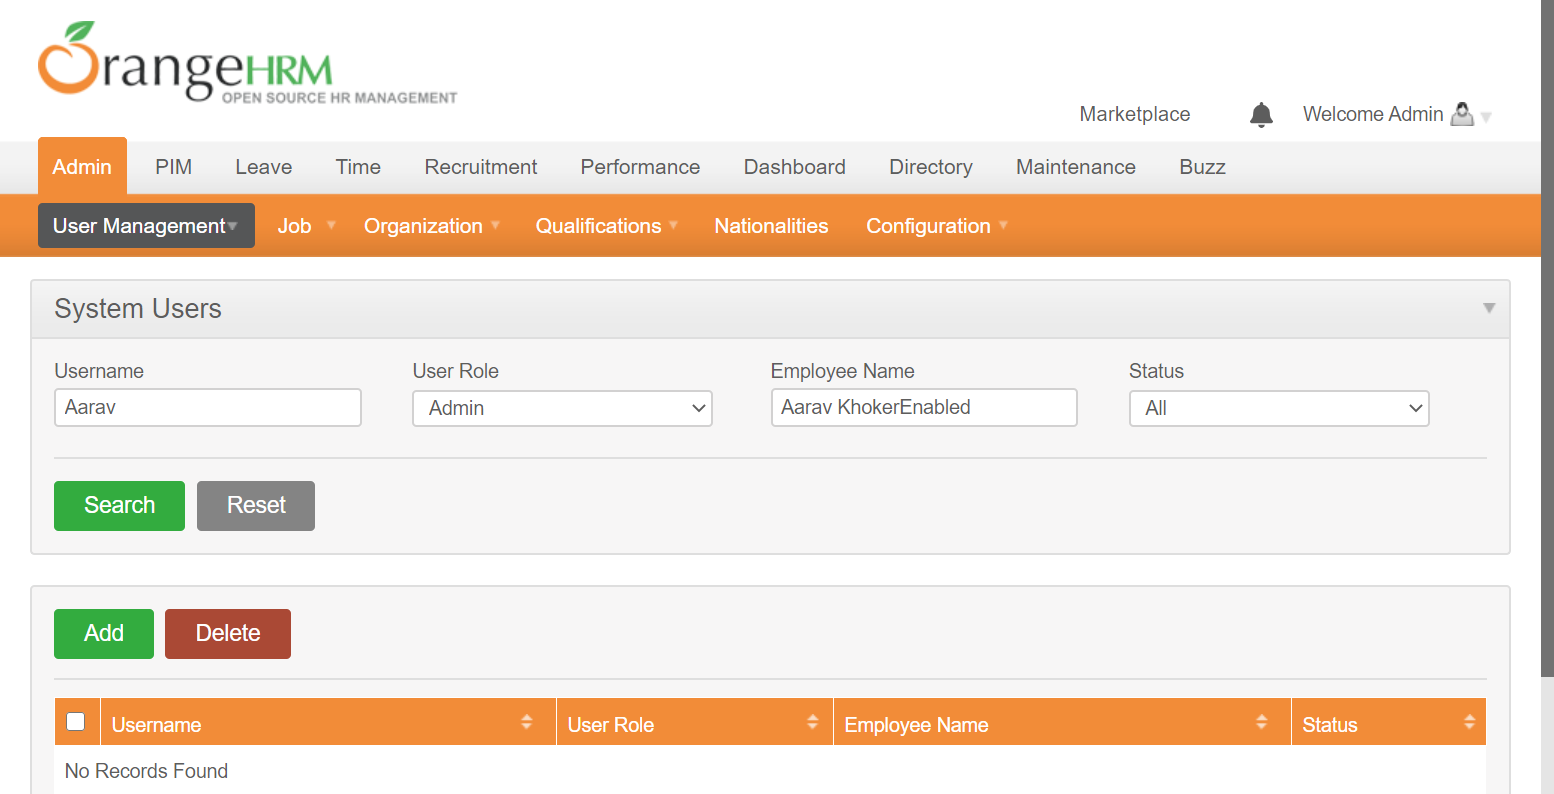 OrangeHRM
OPEN SOURCE HR MANAGEMENT
Marketplace
Welcome Admin
Admin PIM Leave Time Recruitment Performance Dashboard Directory Maintenance Buzz
User Management Job Organization Qualifications Nationalities Configuration
System Users
Username User Role Employee Name Status
Aarav Admin Aarav KhokerEnabled All
Search Reset
Add Delete
Username User Role Employee Name Status
No Records Found